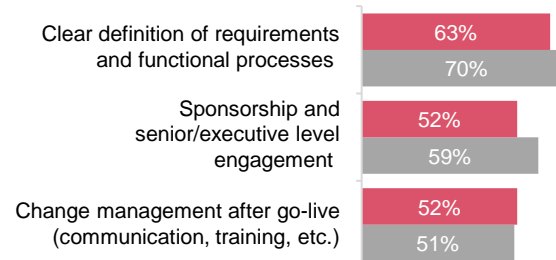 Clear definition of requirements
and functional processes
63%
70%
Sponsorship and
senior/executive level
engagement
52%
59%
Change management after go-live
(communication, training, etc.)
52%
51%